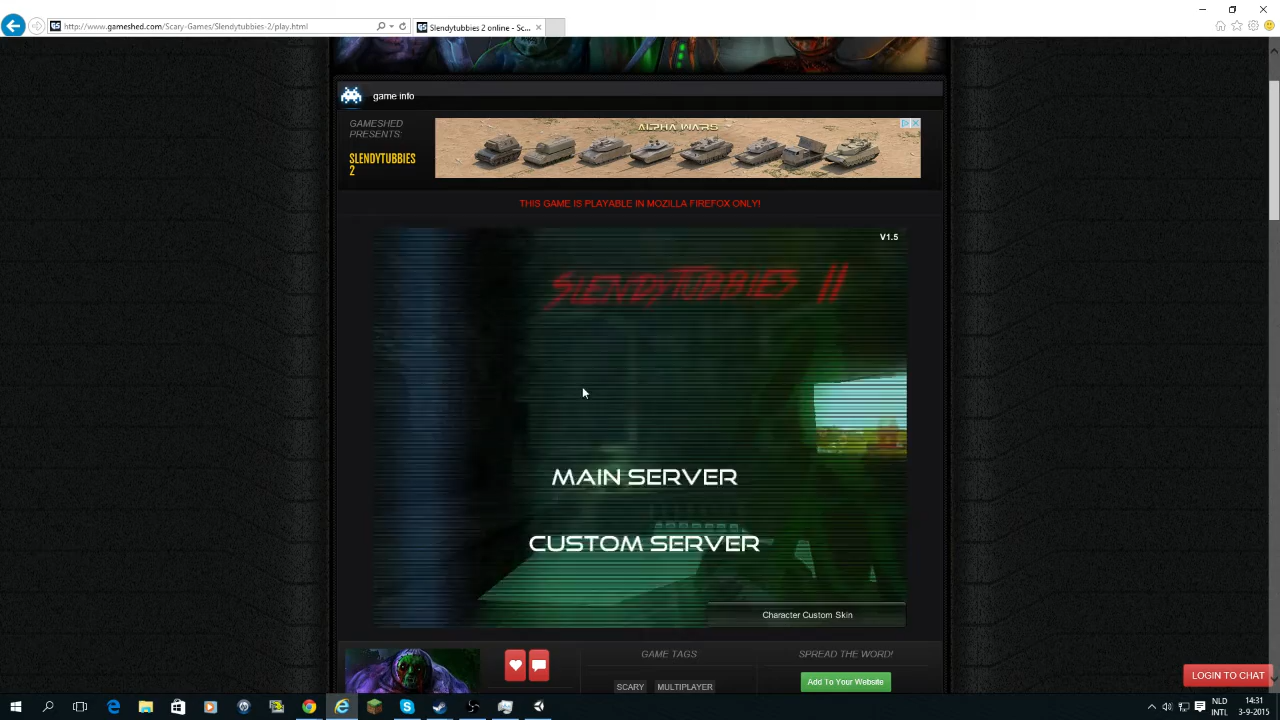 http://www.gameshed.com/Scary-Games/Slendytubbies-2/play.html
Slendytubbies 2 online - Sc...
game info
GAMESHED
PRESENTS:
SLENDYTUBBIES
2
ALPHA WARS
THIS GAME IS PLAYABLE IN MOZILLA FIREFOX ONLY!
V1.5
SLENDYTUBBIES II
MAIN SERVER
CUSTOM SERVER
Character Custom Skin
GAME TAGS
SPREAD THE WORD!
SCARY
MULTIPLAYER
Add To Your Website
LOGIN TO CHAT
NLD
INTL
14:31
3-9-2015